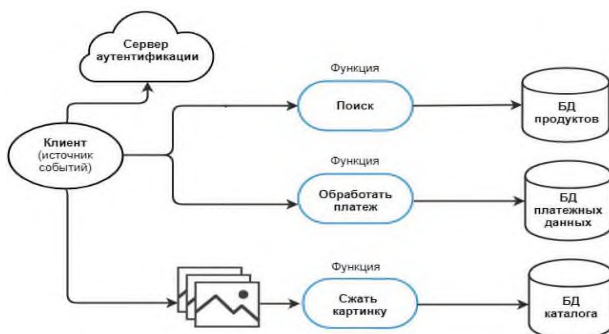 Сервер
аутентификации
Функция
Поиск
БД
продуктов
Клиент
(источник
событий)
Функция
Обработать
платеж
БД
платежных
данных
Функция
Сжать
картинку
БД
каталога